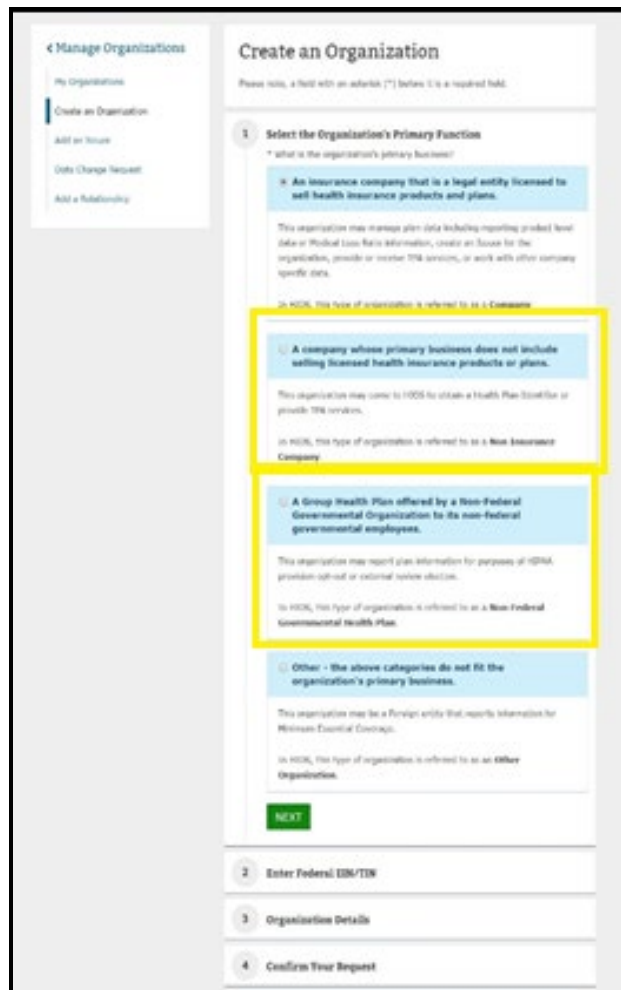 Manage Organizations
My Organizations
Create an Organization
Add an Issuer
Data Change Request
Add a Relationship
Create an Organization
Please note, a field with an asterisk (*) before it is a required field.
1 Select the Organization's Primary Function
* What is the organization's primary business?
An insurance company that is a legal entity licensed to
sell health insurance products and plans.
This organization may manage plan data including reporting product level
data or Medical Loss Ratio information, create an Issuer for the
organization, provide or receive TPA services, or work with other company
specific data.
In HIOS, this type of organization is referred to as a Company
A company whose primary business does not include
selling licensed health insurance products or plans.
This organization may come to HIOS to obtain a Health Plan Identifier or
provide TPA services.
In HIOS, this type of organization is referred to as a Non Insurance
Company
A Group Health Plan offered by a Non-Federal
Governmental Organization to its non-federal
governmental employees.
This organization may report plan information for purposes of HIPAA
provision opt-out or external review election.
In HIOS, this type of organization is referred to as a Non-Federal
Governmental Health Plan.
Other - the above categories do not fit the
organization's primary business.
This organization may be a Foreign entity that reports information for
Minimum Essential Coverage.
In HIOS, this type of organization is referred to as an Other
Organization.
NEXT
2 Enter Federal EIN/TIN
3 Organization Details
4 Confirm Your Request